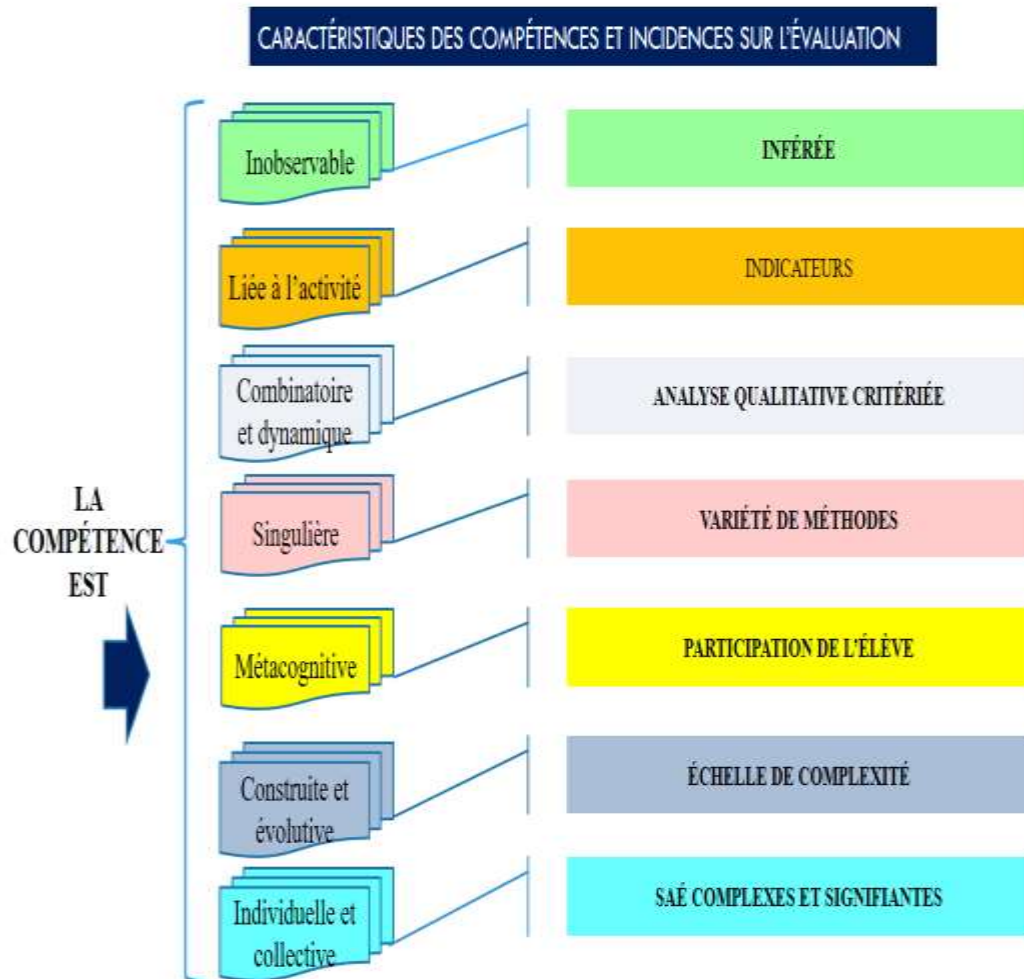 CARACTÉRISTIQUES DES COMPÉTENCES ET INCIDENCES SUR L'ÉVALUATION
LA
COMPÉTENCE
EST
Inobservable
INFÉRÉE
Liée à l'activité
INDICATEURS
Combinatoire
et dynamique
ANALYSE QUALITATIVE CRITÉRIÉE
Singulière
VARIÉTÉ DE MÉTHODES
Métacognitive
PARTICIPATION DE L'ÉLÈVE
Construite et
évolutive
ÉCHELLE DE COMPLEXITÉ
Individuelle et
collective
SAÉ COMPLEXES ET SIGNIFIANTES